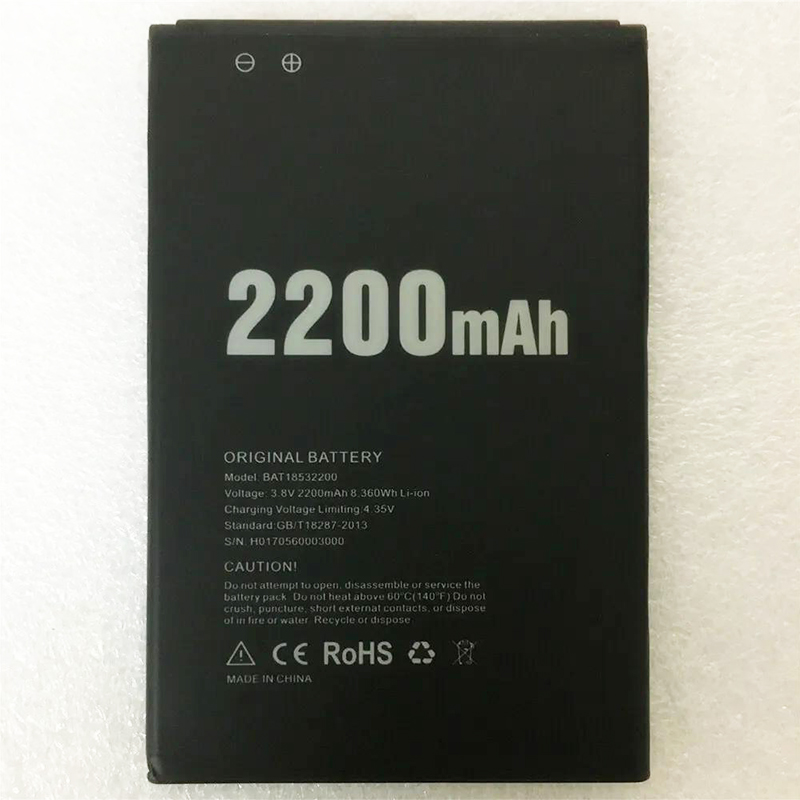 2200mAh
ORIGINAL BATTERY
Model: BAT18532200
Voltage: 3.8V 2200mAh 8.360Wh Li-ion
Charging Voltage Limiting:4.35V
Standard:GB/T18287-2013
S/N: H0170560003000
CAUTION!
Do not attempt to open, disassemble or service the
battery pack. Do not heat above 60°C(140°F) Do not
crush, puncture, short external contacts, or dispose
of in fire or water. Recycle or dispose
CE RoHS
MADE IN CHINA